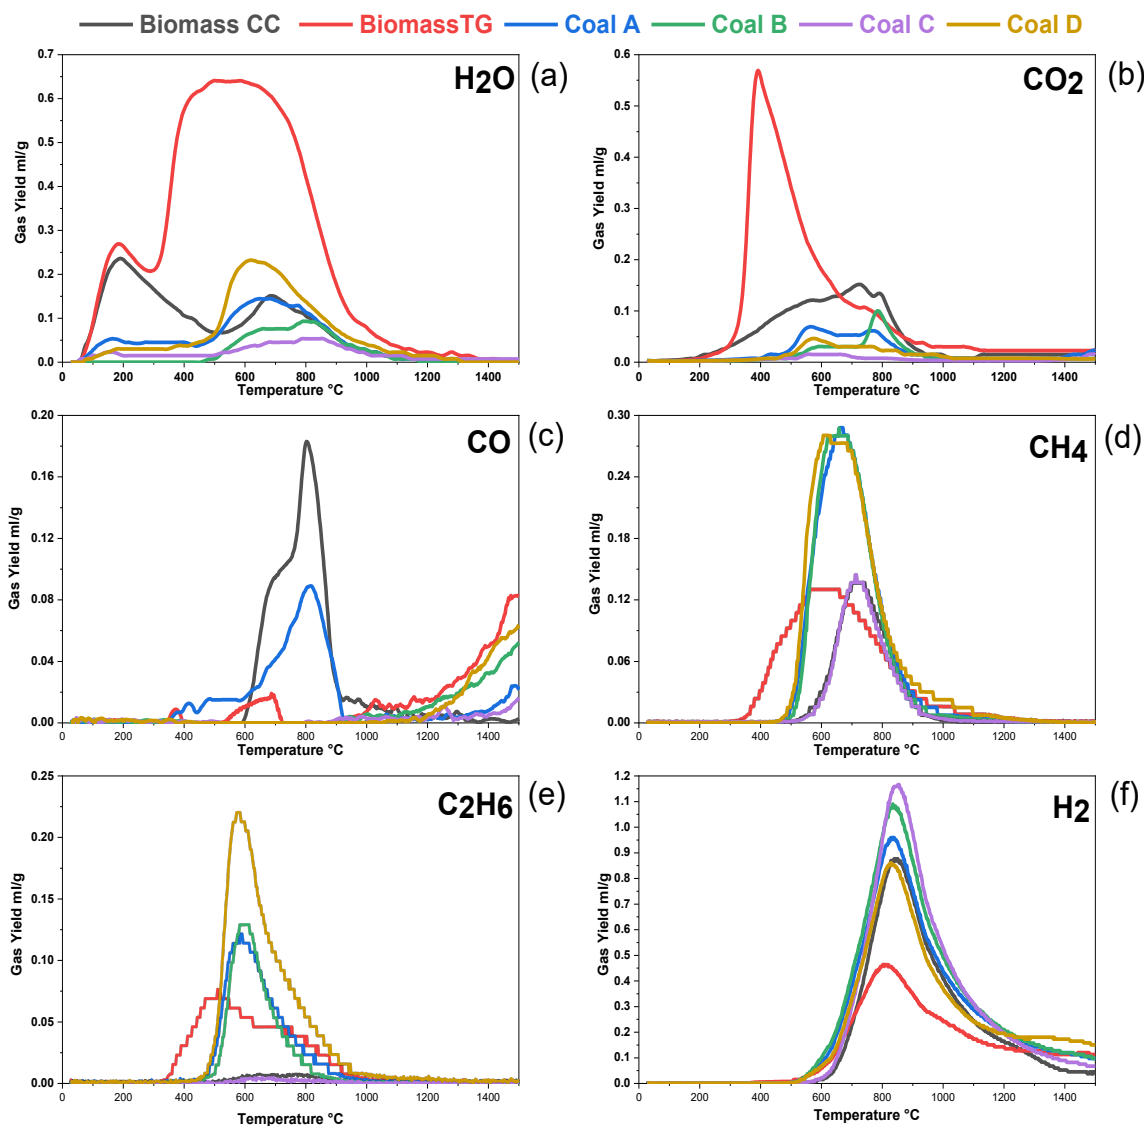 Biomass CC BiomassTG Coal A Coal B Coal C Coal D
H2O (a)
Gas Yield ml/g
0.7
0.6
0.5
0.4
0.3
0.2
0.1
0.0
0 200 400 600 800 1000 1200 1400
Temperature °C
CO2 (b)
Gas Yield ml/g
0.6
0.5
0.4
0.3
0.2
0.1
0.0
0 200 400 600 800 1000 1200 1400
Temperature °C
CO (c)
Gas Yield ml/g
0.20
0.16
0.12
0.08
0.04
0.00
0 200 400 600 800 1000 1200 1400
Temperature °C
CH4 (d)
Gas Yield ml/g
0.30
0.24
0.18
0.12
0.06
0.00
0 200 400 600 800 1000 1200 1400
Temperature °C
C2H6 (e)
Gas Yield ml/g
0.25
0.20
0.15
0.10
0.05
0.00
0 200 400 600 800 1000 1200 1400
Temperature °C
H2 (f)
Gas Yield ml/g
1.2
1.1
1.0
0.9
0.8
0.7
0.6
0.5
0.4
0.3
0.2
0.1
0.0
0 200 400 600 800 1000 1200 1400
Temperature °C